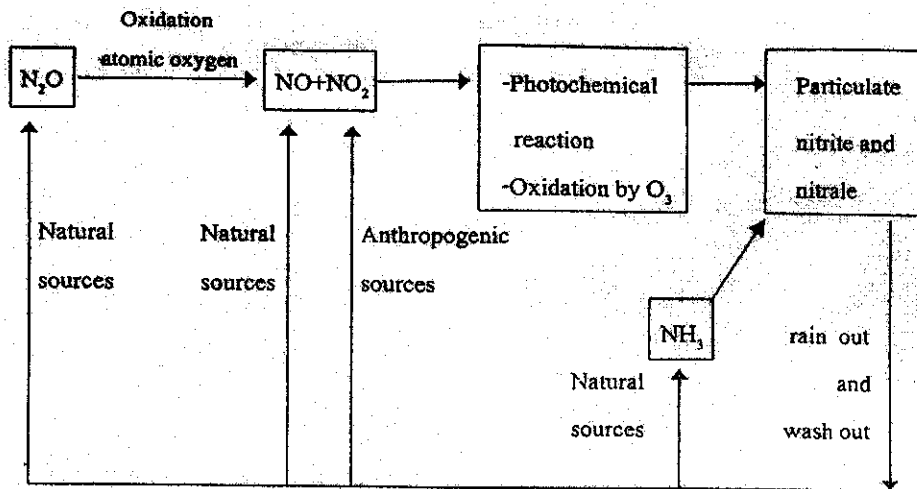 Oxidation
atomic oxygen
N₂O
NO+NO₂
-Photochemical
reaction
-Oxidation by O₃
Particulate
nitrite and
nitrale
Natural
sources
Natural
sources
Anthropogenic
sources
NH₃
Natural
sources
rain out
and
wash out